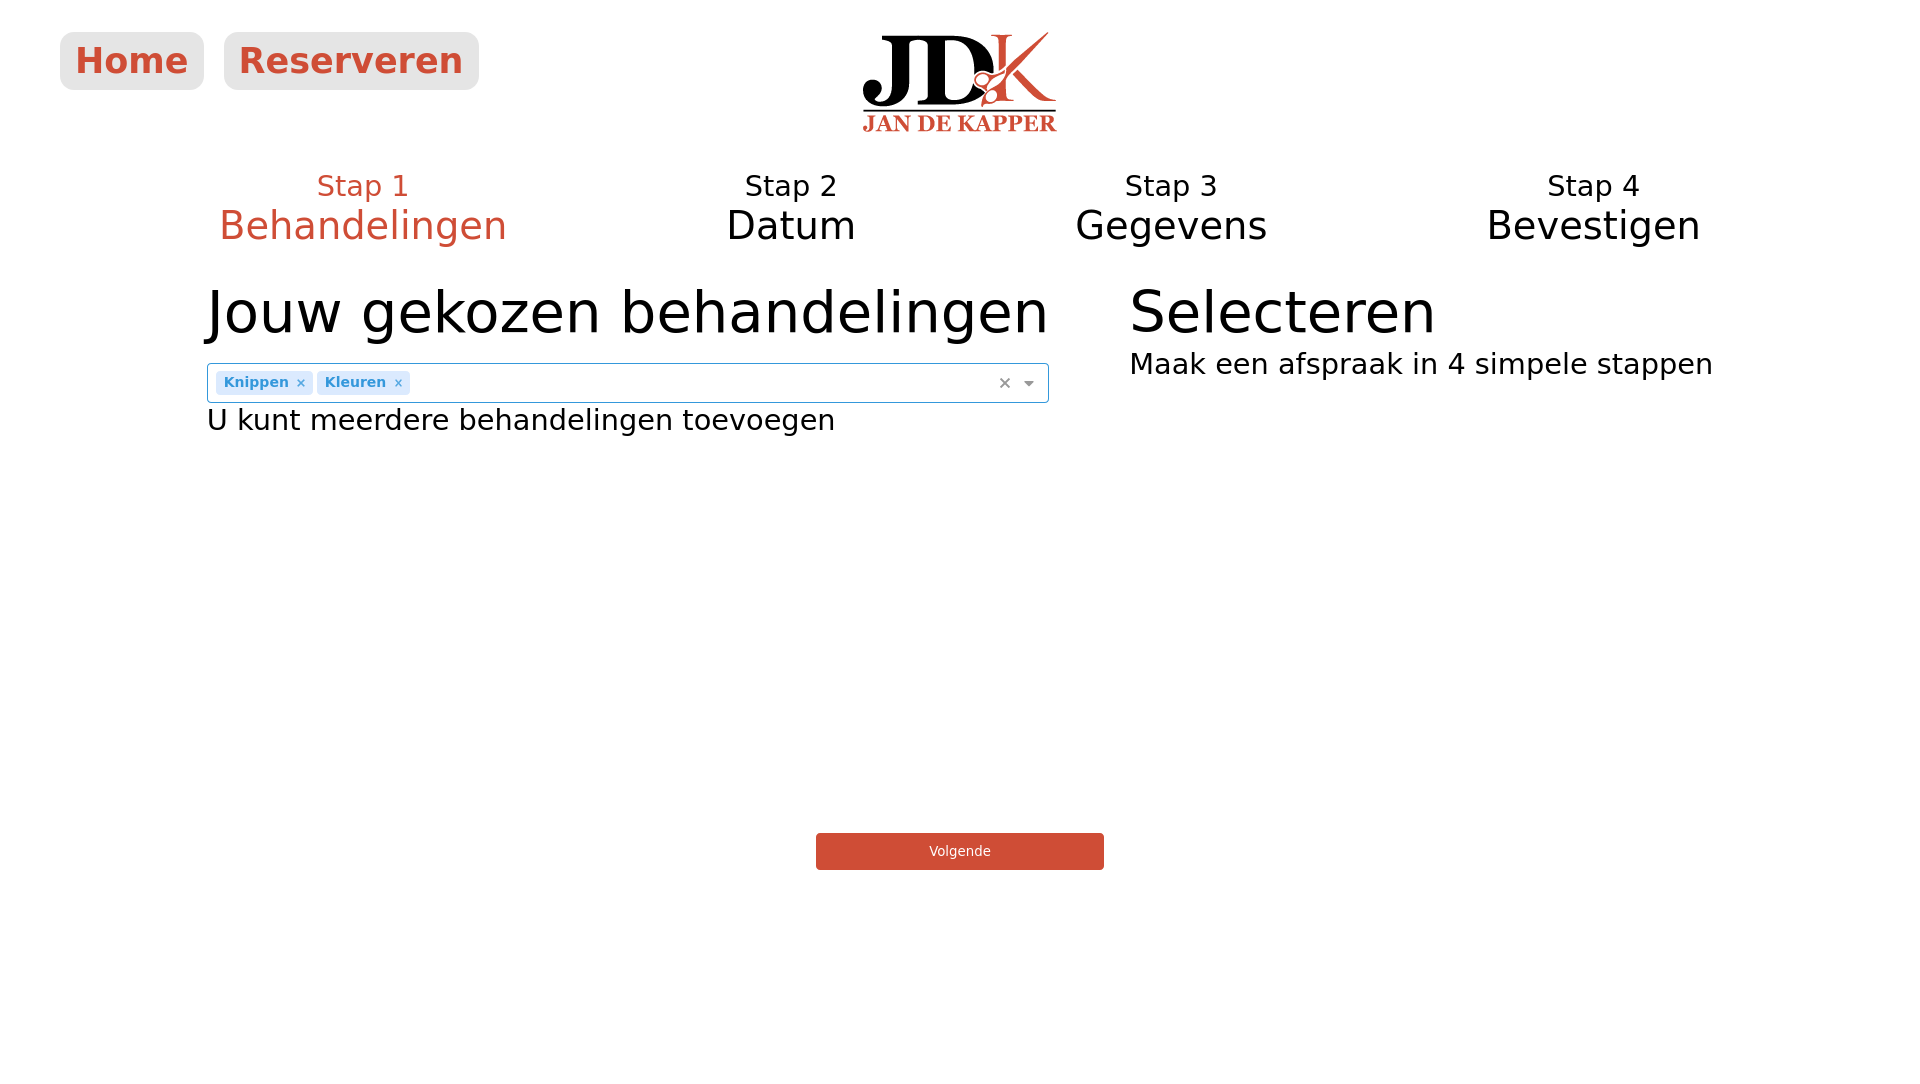 Home
Reserveren
JDK
JAN DE KAPPER
Stap 1
Behandelingen
Stap 2
Datum
Stap 3
Gegevens
Stap 4
Bevestigen
Jouw gekozen behandelingen
Knippen × Kleuren ×
U kunt meerdere behandelingen toevoegen
Selecteren
Maak een afspraak in 4 simpele stappen
Volgende